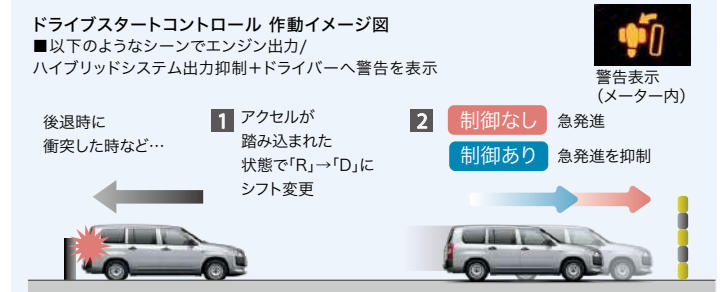 ドライブスタートコントロール 作動イメージ図
■以下のようなシーンでエンジン出力/
ハイブリッドシステム出力抑制＋ドライバーへ警告を表示
警告表示
（メーター内）
後退時に
衝突した時など…
1 アクセルが
踏み込まれた
状態で｢R｣→｢D｣に
シフト変更
2 制御なし 急発進
制御あり 急発進を抑制